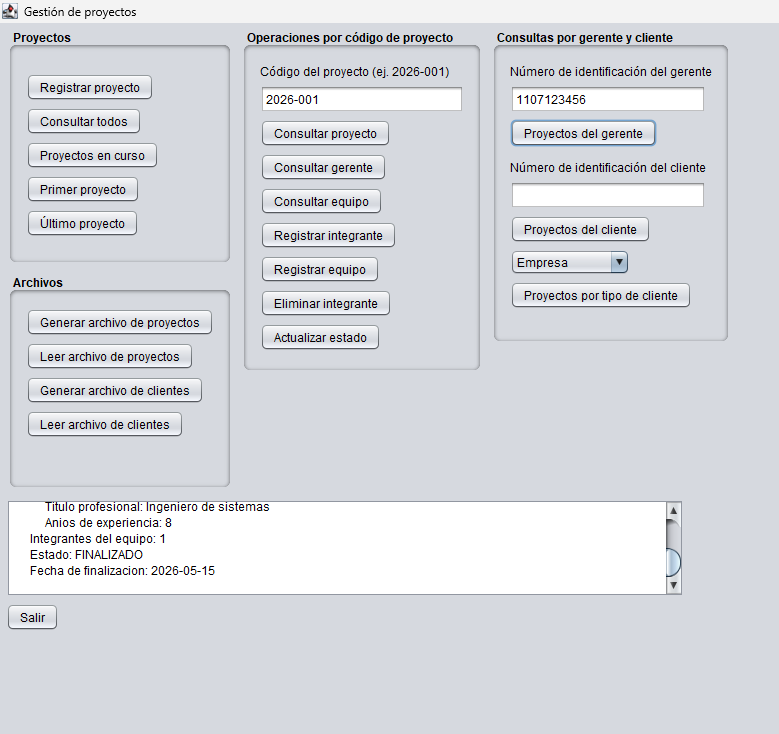 Gestión de proyectos
Proyectos
Registrar proyecto
Consultar todos
Proyectos en curso
Primer proyecto
Último proyecto
Archivos
Generar archivo de proyectos
Leer archivo de proyectos
Generar archivo de clientes
Leer archivo de clientes
Operaciones por código de proyecto
Código del proyecto (ej. 2026-001)
2026-001
Consultar proyecto
Consultar gerente
Consultar equipo
Registrar integrante
Registrar equipo
Eliminar integrante
Actualizar estado
Consultas por gerente y cliente
Número de identificación del gerente
1107123456
Proyectos del gerente
Número de identificación del cliente
Proyectos del cliente
Empresa
Proyectos por tipo de cliente
Titulo profesional: Ingeniero de sistemas
Anios de experiencia: 8
Integrantes del equipo: 1
Estado: FINALIZADO
Fecha de finalizacion: 2026-05-15
Salir